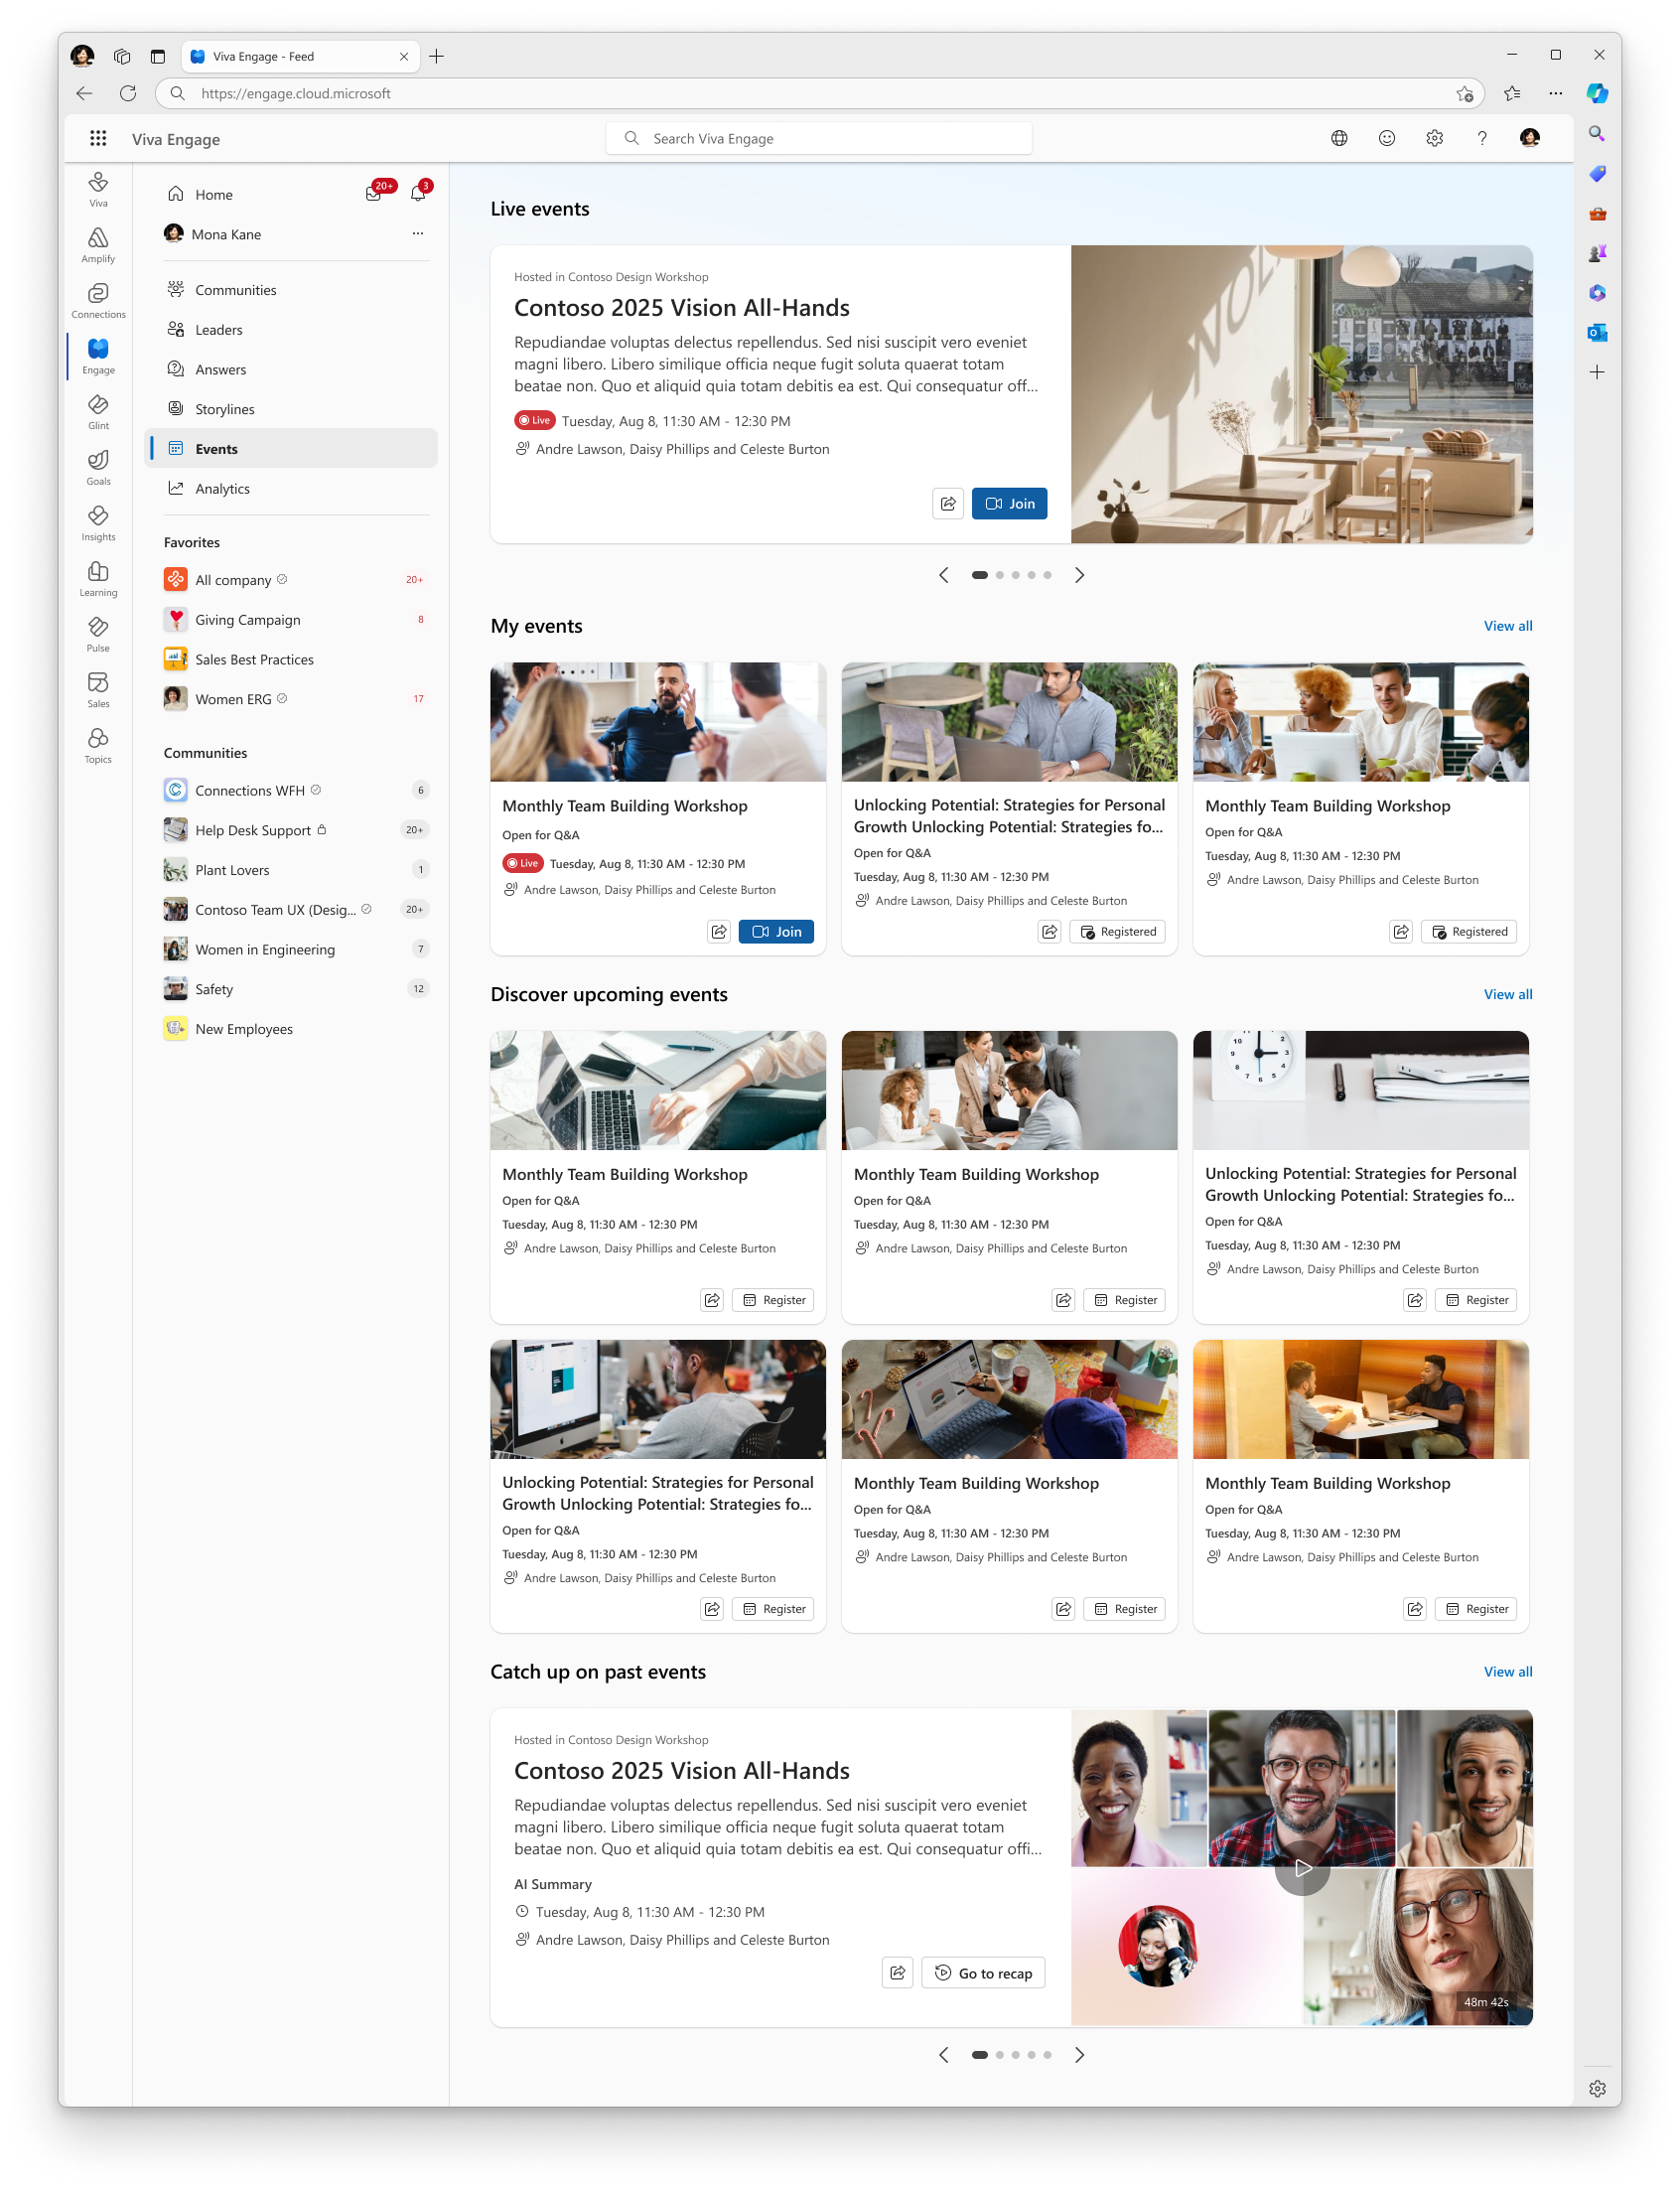 Viva Engage - Feed
https://engage.cloud.microsoft
Viva Engage
Search Viva Engage
Viva
Amplify
Connections
Engage
Glint
Goals
Insights
Learning
Pulse
Sales
Topics
Home
20+
3
Mona Kane
Communities
Leaders
Answers
Storylines
Events
Analytics
Favorites
All company
20+
Giving Campaign
8
Sales Best Practices
Women ERG
17
Communities
Connections WFH
6
Help Desk Support
20+
Plant Lovers
1
Contoso Team UX (Desig...
20+
Women in Engineering
7
Safety
12
New Employees
Live events
Hosted in Contoso Design Workshop
Contoso 2025 Vision All-Hands
Repudiandae voluptas delectus repellendus. Sed nisi suscipit vero eveniet
magni libero. Libero similique officia neque fugit soluta quaerat totam
beatae non. Quo et aliquid quia totam debitis ea est. Qui consequatur off...
Live Tuesday, Aug 8, 11:30 AM - 12:30 PM
Andre Lawson, Daisy Phillips and Celeste Burton
Join
My events
View all
Monthly Team Building Workshop
Open for Q&A
Live Tuesday, Aug 8, 11:30 AM - 12:30 PM
Andre Lawson, Daisy Phillips and Celeste Burton
Join
Unlocking Potential: Strategies for Personal
Growth Unlocking Potential: Strategies fo...
Open for Q&A
Tuesday, Aug 8, 11:30 AM - 12:30 PM
Andre Lawson, Daisy Phillips and Celeste Burton
Registered
Monthly Team Building Workshop
Open for Q&A
Tuesday, Aug 8, 11:30 AM - 12:30 PM
Andre Lawson, Daisy Phillips and Celeste Burton
Registered
Discover upcoming events
View all
Monthly Team Building Workshop
Open for Q&A
Tuesday, Aug 8, 11:30 AM - 12:30 PM
Andre Lawson, Daisy Phillips and Celeste Burton
Register
Monthly Team Building Workshop
Open for Q&A
Tuesday, Aug 8, 11:30 AM - 12:30 PM
Andre Lawson, Daisy Phillips and Celeste Burton
Register
Unlocking Potential: Strategies for Personal
Growth Unlocking Potential: Strategies fo...
Open for Q&A
Tuesday, Aug 8, 11:30 AM - 12:30 PM
Andre Lawson, Daisy Phillips and Celeste Burton
Register
Unlocking Potential: Strategies for Personal
Growth Unlocking Potential: Strategies fo...
Open for Q&A
Tuesday, Aug 8, 11:30 AM - 12:30 PM
Andre Lawson, Daisy Phillips and Celeste Burton
Register
Monthly Team Building Workshop
Open for Q&A
Tuesday, Aug 8, 11:30 AM - 12:30 PM
Andre Lawson, Daisy Phillips and Celeste Burton
Register
Monthly Team Building Workshop
Open for Q&A
Tuesday, Aug 8, 11:30 AM - 12:30 PM
Andre Lawson, Daisy Phillips and Celeste Burton
Register
Catch up on past events
View all
Hosted in Contoso Design Workshop
Contoso 2025 Vision All-Hands
Repudiandae voluptas delectus repellendus. Sed nisi suscipit vero eveniet
magni libero. Libero similique officia neque fugit soluta quaerat totam
beatae non. Quo et aliquid quia totam debitis ea est. Qui consequatur offi...
AI Summary
Tuesday, Aug 8, 11:30 AM - 12:30 PM
Andre Lawson, Daisy Phillips and Celeste Burton
Go to recap
48m 42s